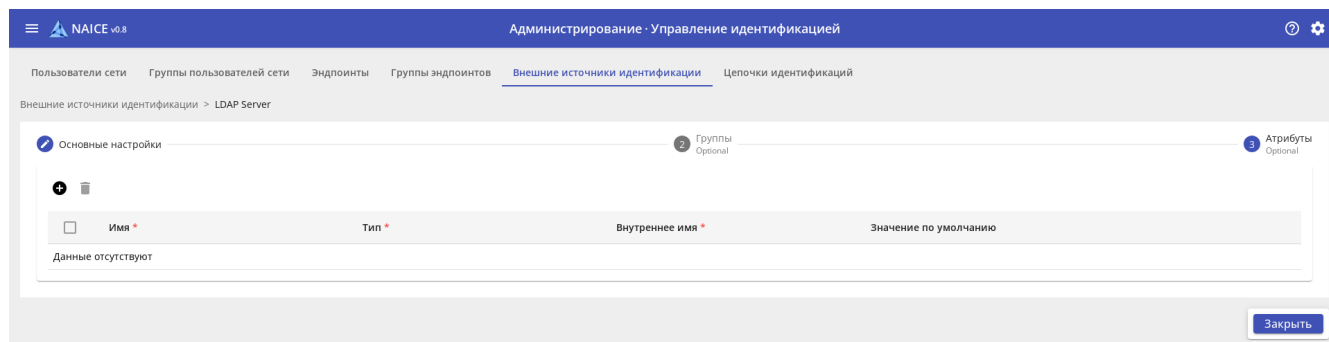 NAICE v0.8 Администрирование · Управление идентификацией
Пользователи сети Группы пользователей сети Эндпоинты Группы эндпоинтов Внешние источники идентификации Цепочки идентификаций
Внешние источники идентификации > LDAP Server
Основные настройки 2 Группы 3 Атрибуты
Optional Optional
Имя * Тип * Внутреннее имя * Значение по умолчанию
Данные отсутствуют
Закрыть